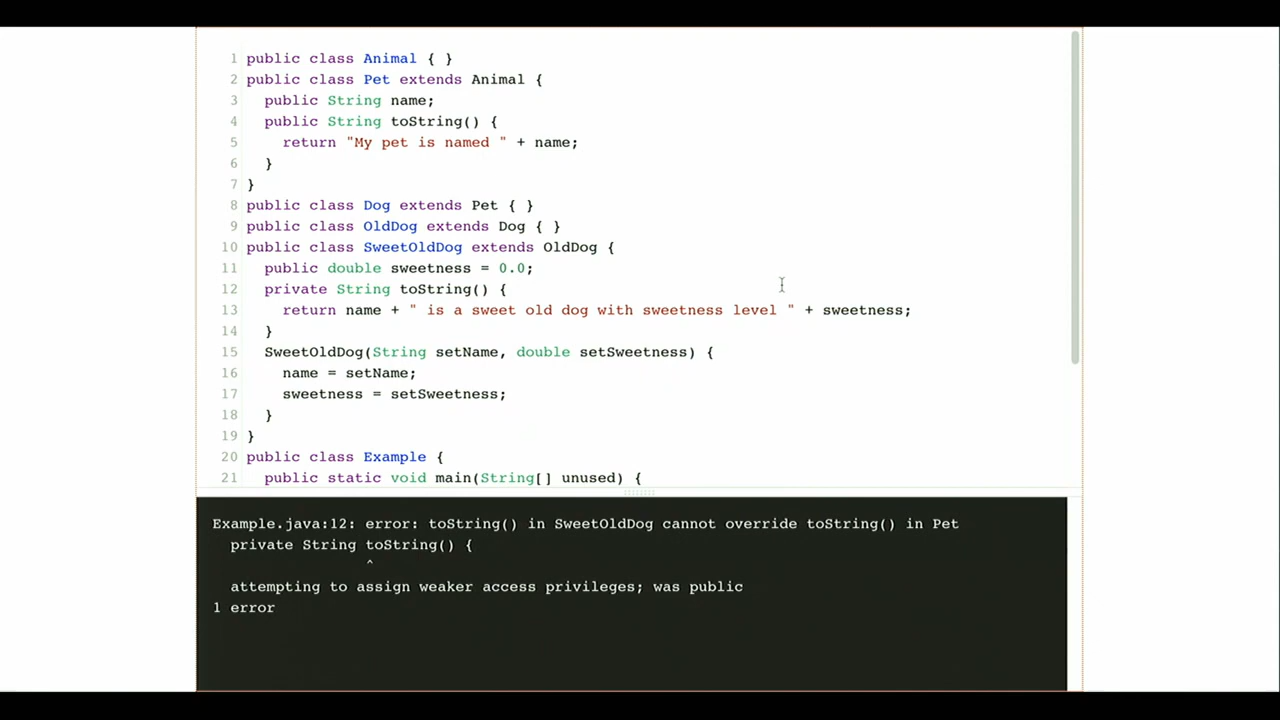 1 public class Animal { }
2 public class Pet extends Animal {
3 public String name;
4 public String toString() {
5 return "My pet is named " + name;
6 }
7 }
8 public class Dog extends Pet { }
9 public class OldDog extends Dog { }
10 public class SweetOldDog extends OldDog {
11 public double sweetness = 0.0;
12 private String toString() {
13 return name + " is a sweet old dog with sweetness level " + sweetness;
14 }
15 SweetOldDog(String setName, double setSweetness) {
16 name = setName;
17 sweetness = setSweetness;
18 }
19 }
20 public class Example {
21 public static void main(String[] unused) {
Example.java:12: error: toString() in SweetOldDog cannot override toString() in Pet
private String toString() {
^
attempting to assign weaker access privileges; was public
1 error